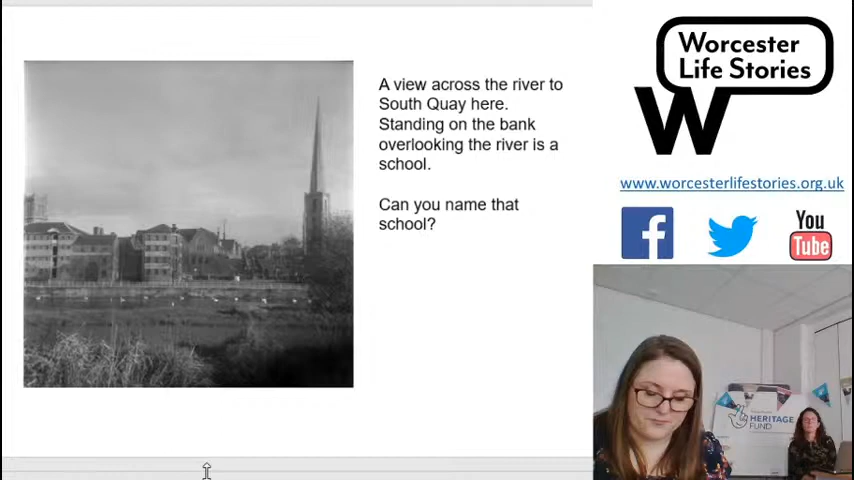 A view across the river to
South Quay here.
Standing on the bank
overlooking the river is a
school.
Can you name that
school?
Worcester
Life Stories
W
www.worcesterlifestories.org.uk
You
Tube
HERITAGE
FUND